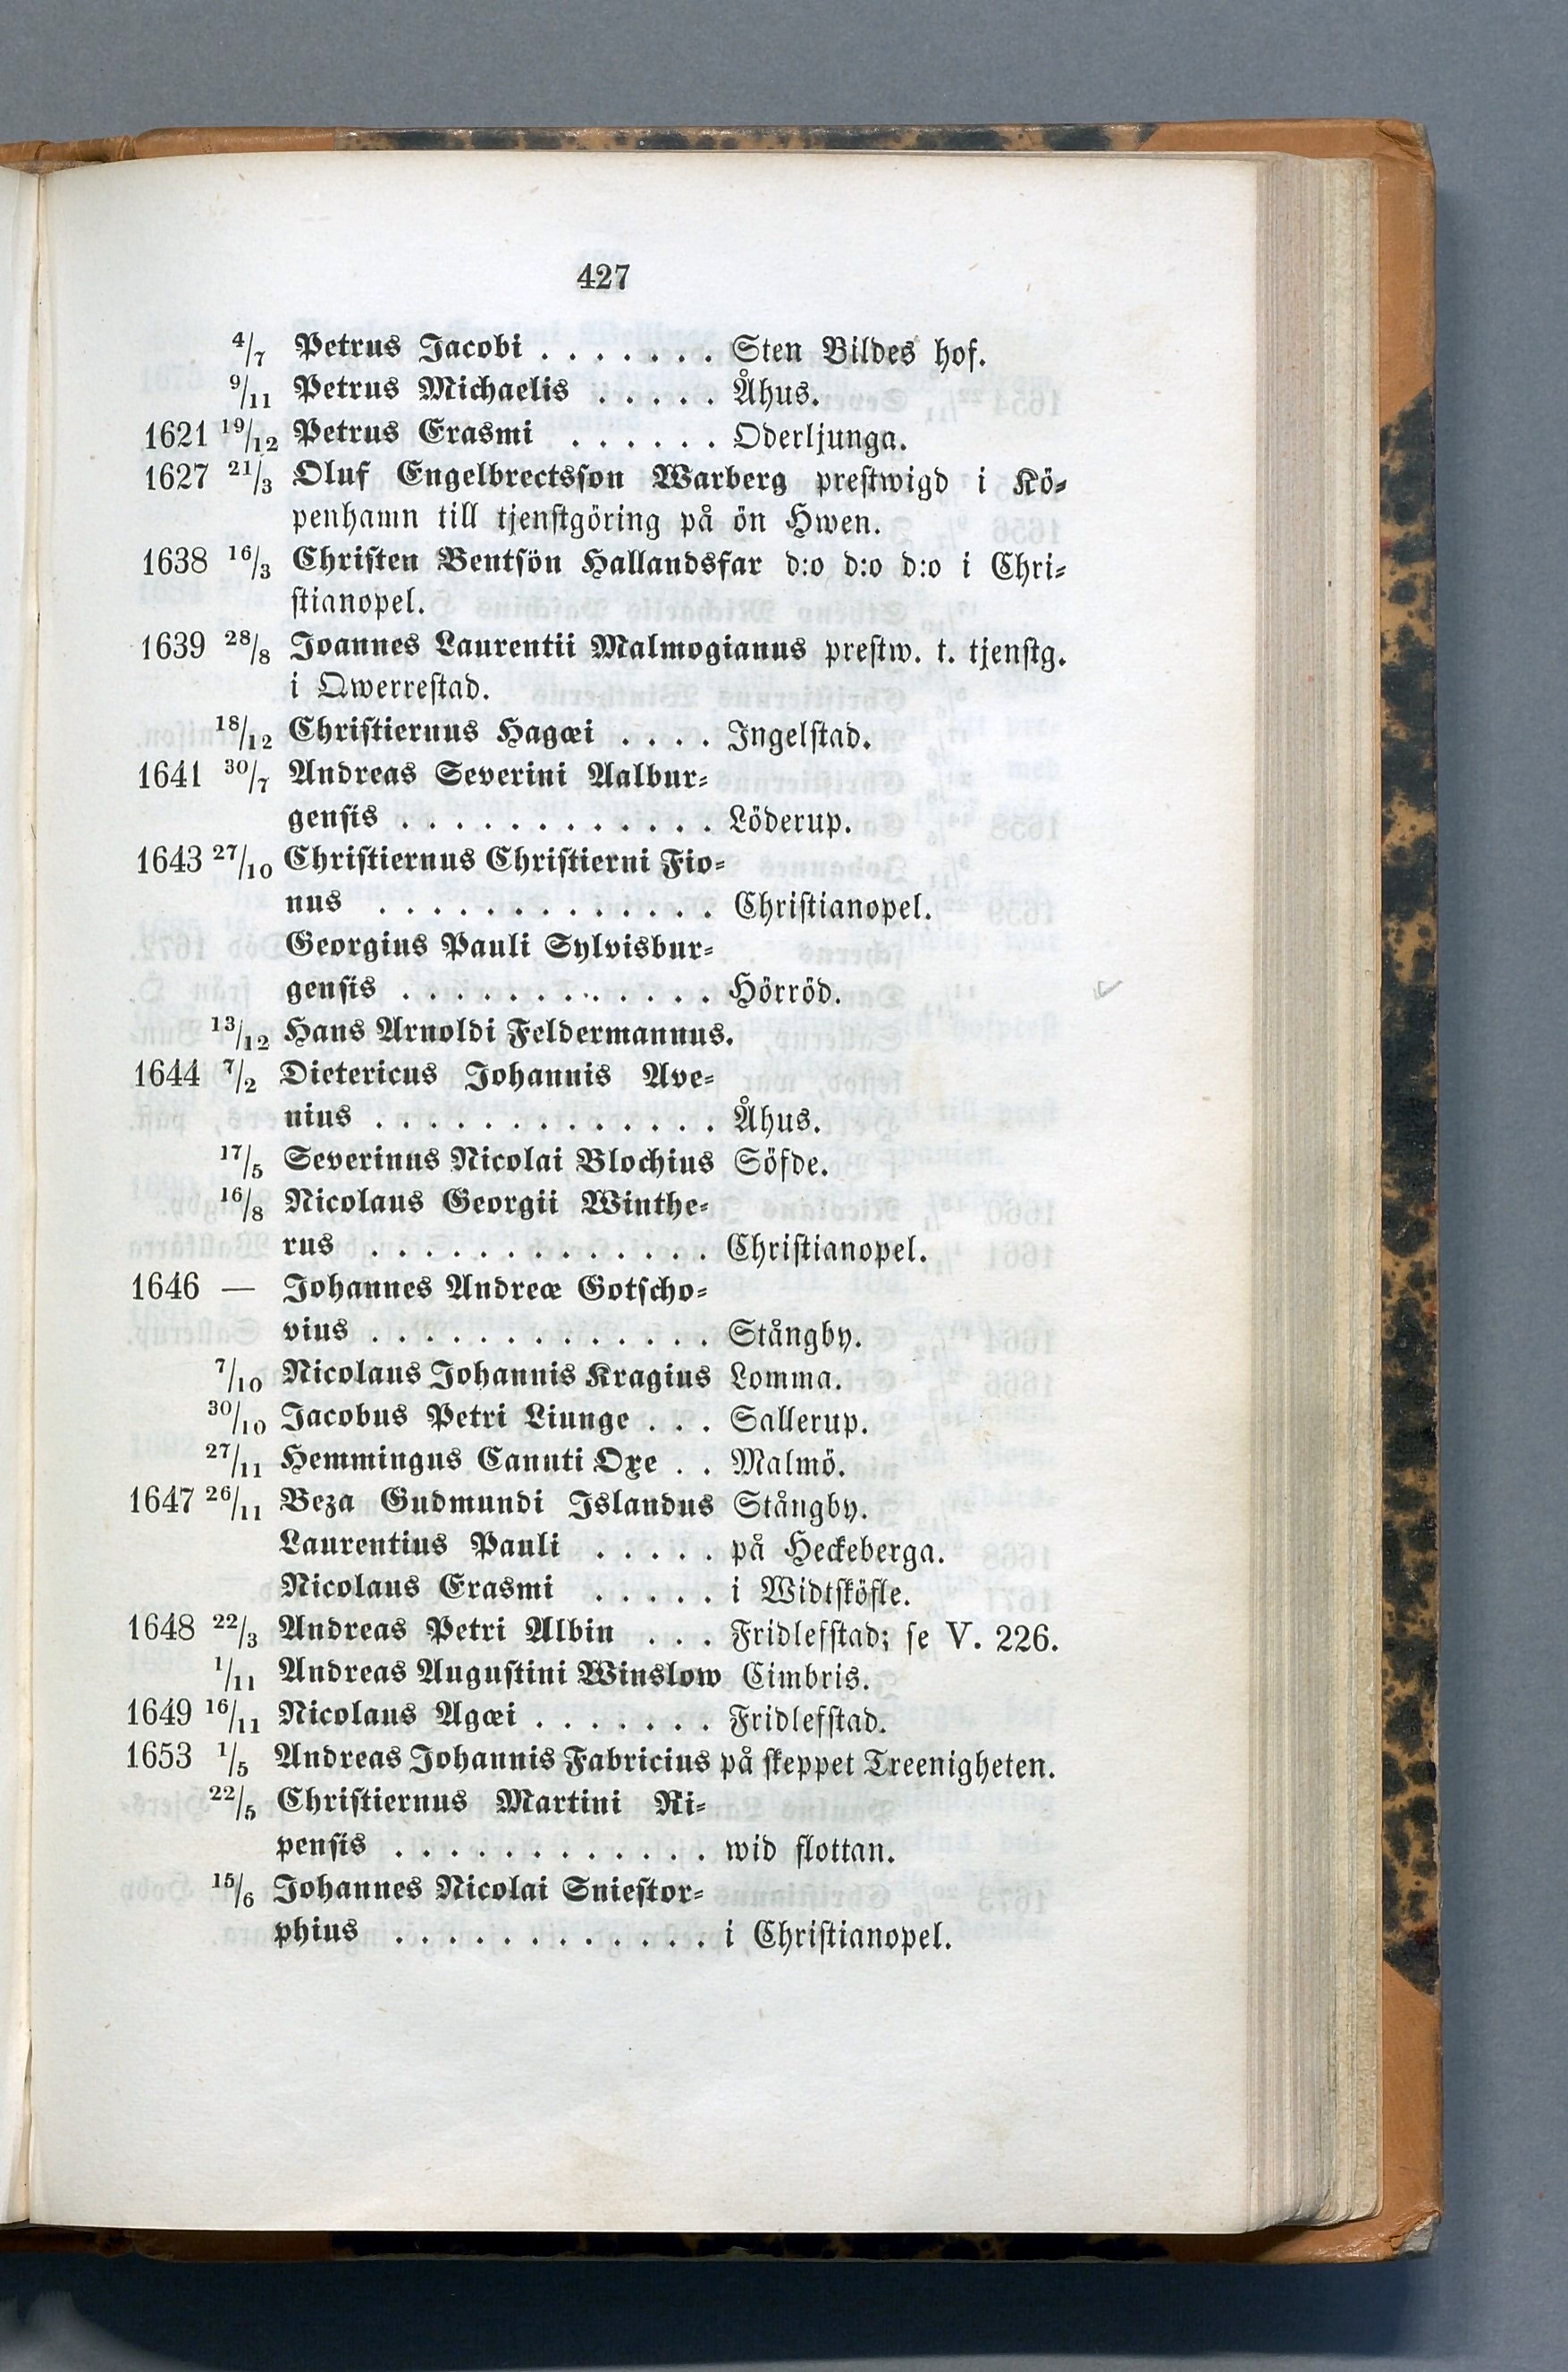 427
4/7 Petrus Jacobi . . . . . . . Sten Bildes hof.
9/11 Petrus Michaelis . . . . . Åhus.
1621 19/12 Petrus Erasmi . . . . . . Oderljunga.
1627 21/3 Oluf Engelbrectsson Warberg prestwigd i Kö-
penhamn till tjenstgöring på ön Hwen.
1638 16/3 Christen Bentsön Hallandsfar d:o d:o d:o i Chri-
stianopel.
1639 28/8 Joannes Laurentii Malmogianus prestw. t. tjenstg.
i Qwerrestad.
18/12 Christiernus Hagæi . . . . Ingelstad.
1641 30/7 Andreas Severini Aalbur-
gensis . . . . . . . . . . . . Löderup.
1643 27/10 Christiernus Christierni Fio-
nus . . . . . . . . . . . . . Christianopel.
Georgius Pauli Sylvisbur-
gensis . . . . . . . . . . . . Hörröd.
13/12 Hans Arnoldi Feldermannus.
1644 7/2 Dietericus Johannis Ave-
nius . . . . . . . . . . . . . Åhus.
17/5 Severinus Nicolai Blochius Söfde.
16/8 Nicolaus Georgii Winthe-
rus . . . . . . . . . . . . . Christianopel.
1646 — Johannes Andreæ Gotscho-
vius . . . . . . . . . . . . . Stångby.
7/10 Nicolaus Johannis Kragius Lomma.
30/10 Jacobus Petri Liunge . . . Sallerup.
27/11 Hemmingus Canuti Oxe . . Malmö.
1647 26/11 Beza Gudmundi Islandus Stångby.
Laurentius Pauli . . . . . på Heckeberga.
Nicolaus Erasmi . . . . . i Widtsköfle.
1648 22/3 Andreas Petri Albin . . . Fridlefstad; se V. 226.
1/11 Andreas Augustini Winslow Cimbris.
1649 16/11 Nicolaus Agæi . . . . . . . Fridlefstad.
1653 1/5 Andreas Johannis Fabricius på skeppet Treenigheten.
22/5 Christiernus Martini Ri-
pensis . . . . . . . . . . . . wid flottan.
15/6 Johannes Nicolai Sniestor-
phius . . . . . . . . . . . . i Christianopel.